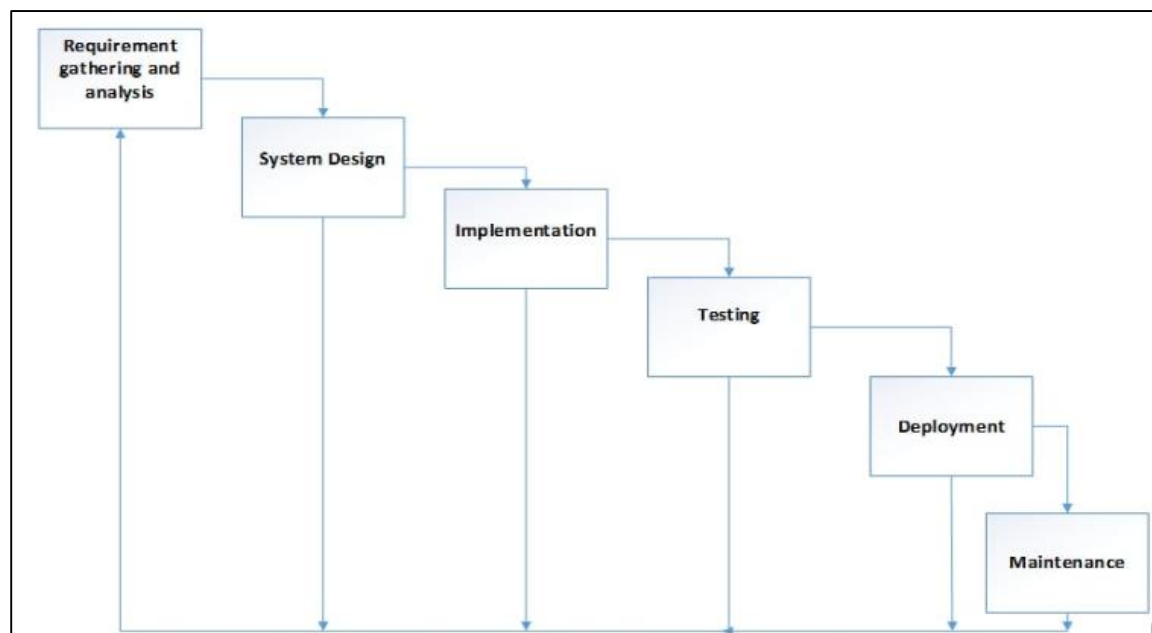 Requirement
gathering and
analysis
System Design
Implementation
Testing
Deployment
Maintenance